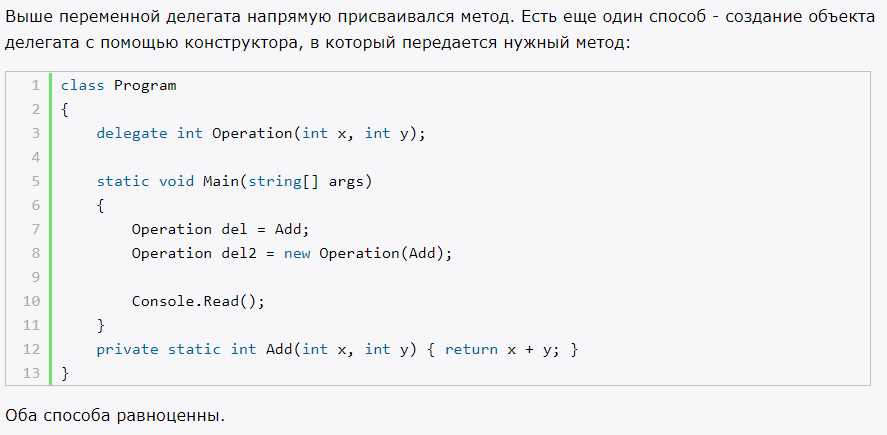 Выше переменной делегата напрямую присваивался метод. Есть еще один способ - создание объекта
делегата с помощью конструктора, в который передается нужный метод:
1 class Program
2 {
3     delegate int Operation(int x, int y);
4
5     static void Main(string[] args)
6     {
7         Operation del = Add;
8         Operation del2 = new Operation(Add);
9
10         Console.Read();
11     }
12     private static int Add(int x, int y) { return x + y; }
13 }
Оба способа равноценны.